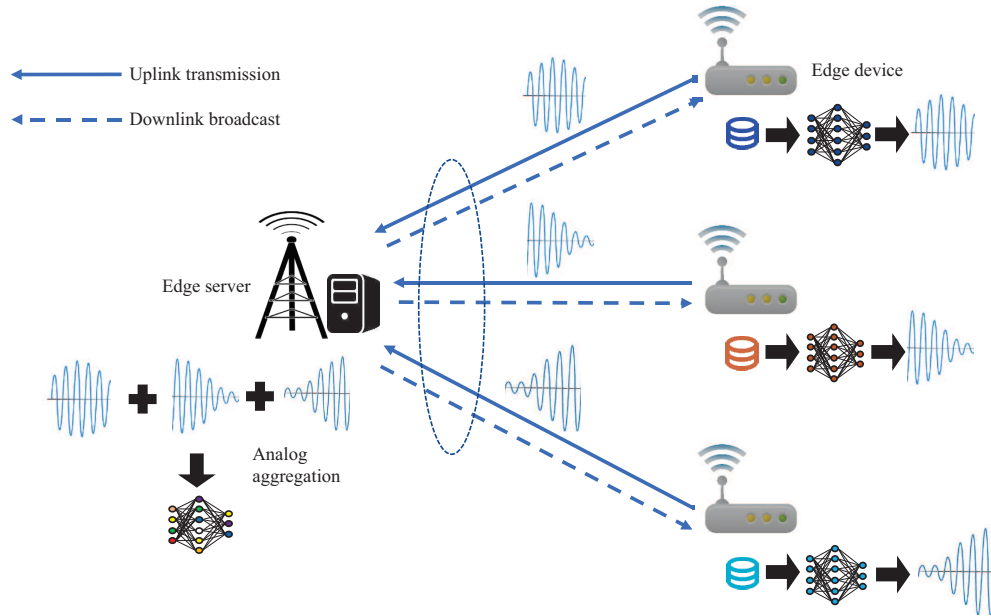 Uplink transmission
Downlink broadcast
Edge device
Edge server
Analog
aggregation